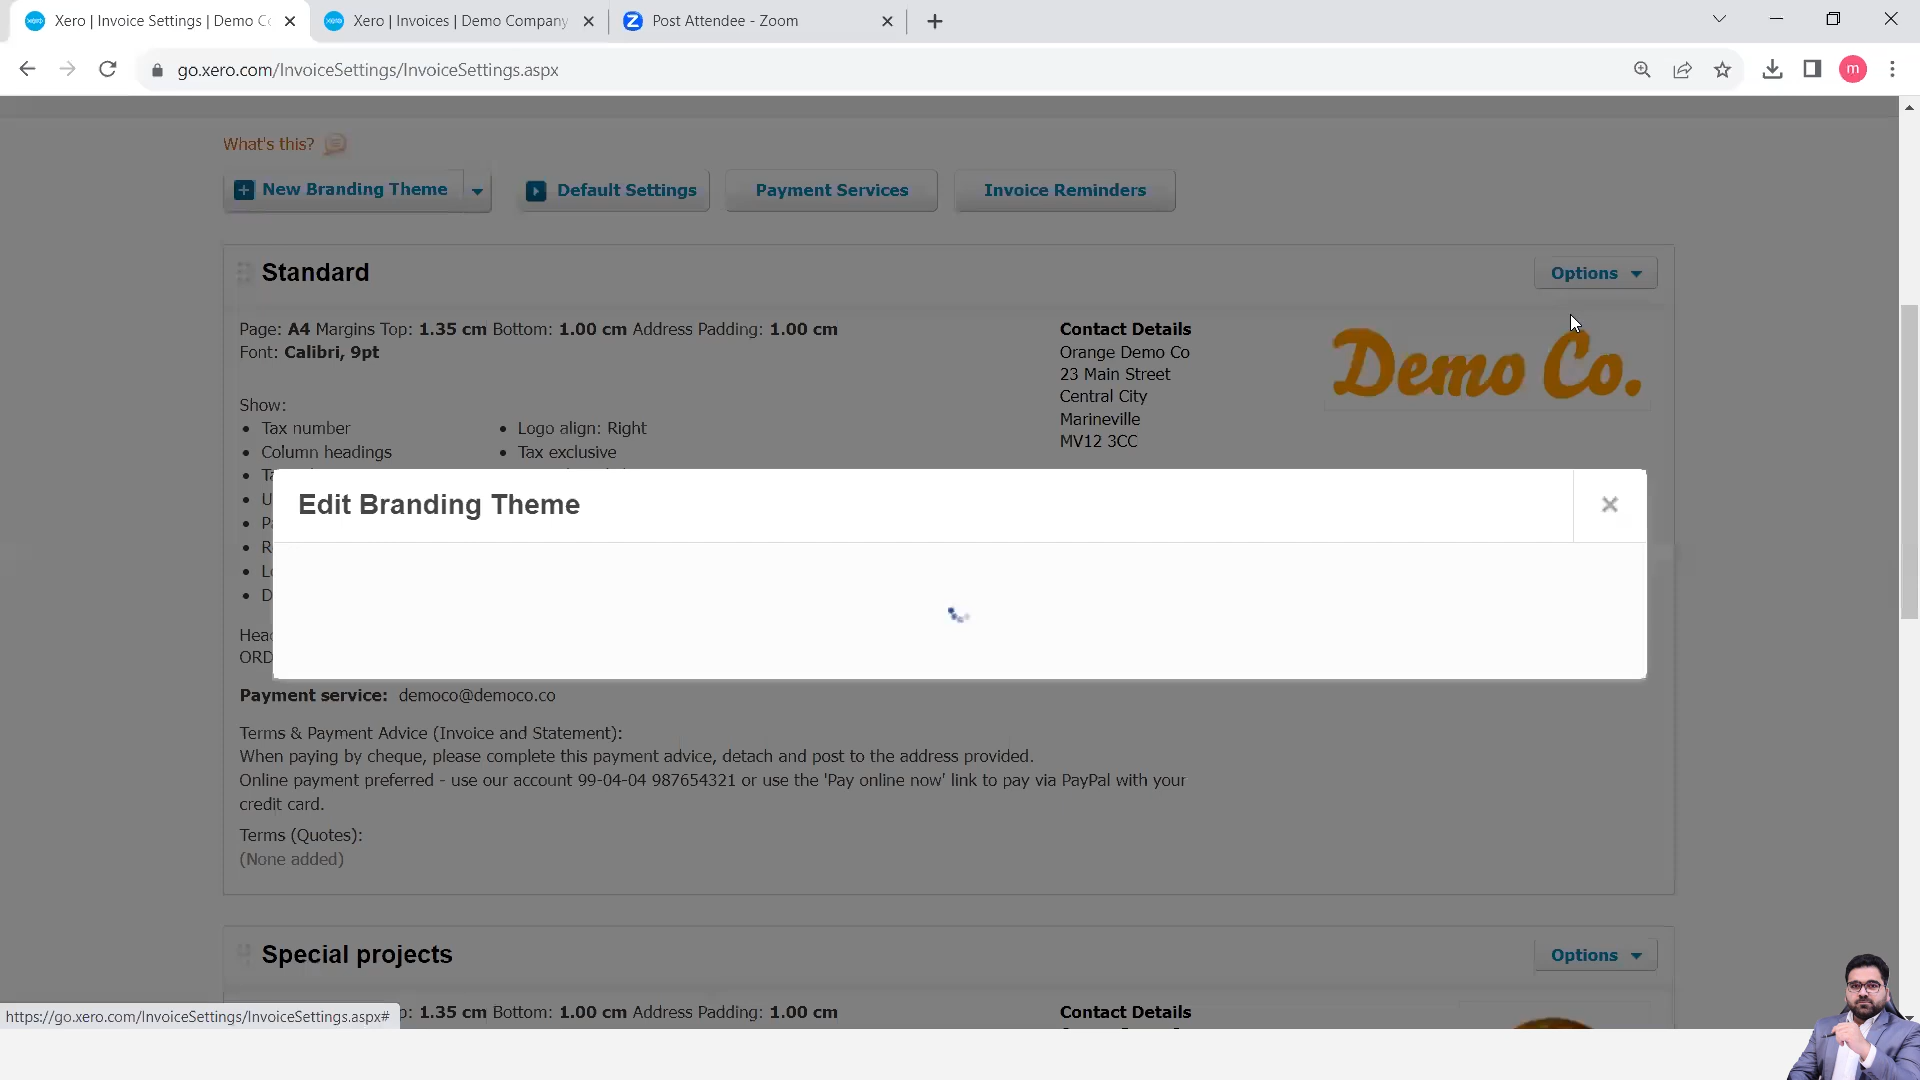 Xero | Invoice Settings | Demo Co
Xero | Invoices | Demo Company
Post Attendee - Zoom
go.xero.com/InvoiceSettings/InvoiceSettings.aspx
m
What's this?
New Branding Theme
Default Settings
Payment Services
Invoice Reminders
Standard
Options
Page: A4 Margins Top: 1.35 cm Bottom: 1.00 cm Address Padding: 1.00 cm
Font: Calibri, 9pt
Show:
• Tax number
• Column headings
• Logo align: Right
• Tax exclusive
Contact Details
Orange Demo Co
23 Main Street
Central City
Marineville
MV12 3CC
Demo Co.
Edit Branding Theme
Payment service: democo@democo.co
Terms & Payment Advice (Invoice and Statement):
When paying by cheque, please complete this payment advice, detach and post to the address provided.
Online payment preferred - use our account 99-04-04 987654321 or use the 'Pay online now' link to pay via PayPal with your
credit card.
Terms (Quotes):
(None added)
Special projects
Options
1.35 cm Bottom: 1.00 cm Address Padding: 1.00 cm
Contact Details
https://go.xero.com/InvoiceSettings/InvoiceSettings.aspx#